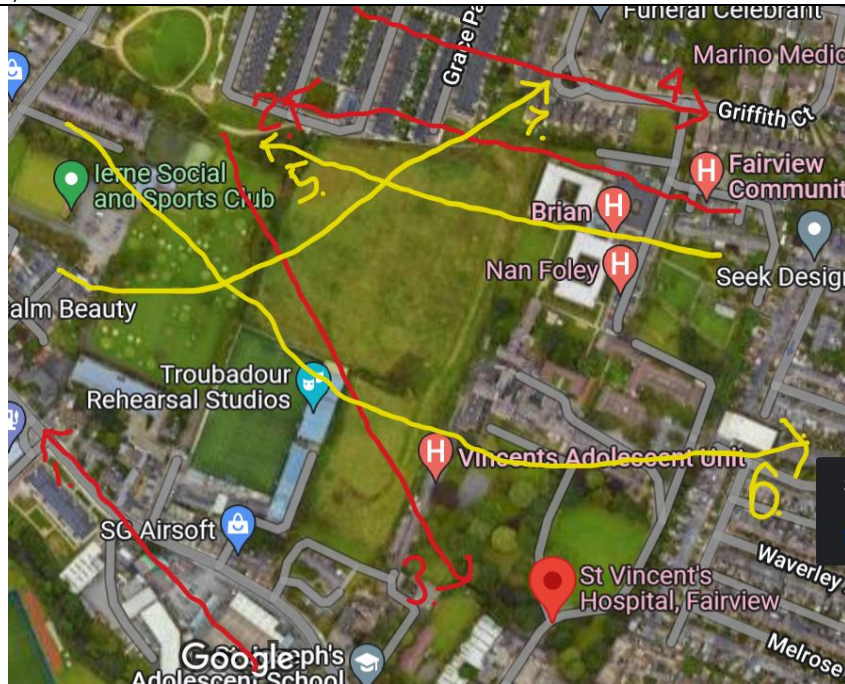 Funeral Celebrant
Grace Pa
Marino Medic
4
Griffith Ct
2.
7.
Ierne Social
and Sports Club
5.
Fairview
Communit
Brian
H
H
Nan Foley
H
Seek Design
alm Beauty
Troubadour
Rehearsal Studios
H
Vincents Adolescent Unit
1
6.
SG Airsoft
3.
St Vincent's
Hospital, Fairview
Waverley
Google
seph's
Adolescent School
Melrose